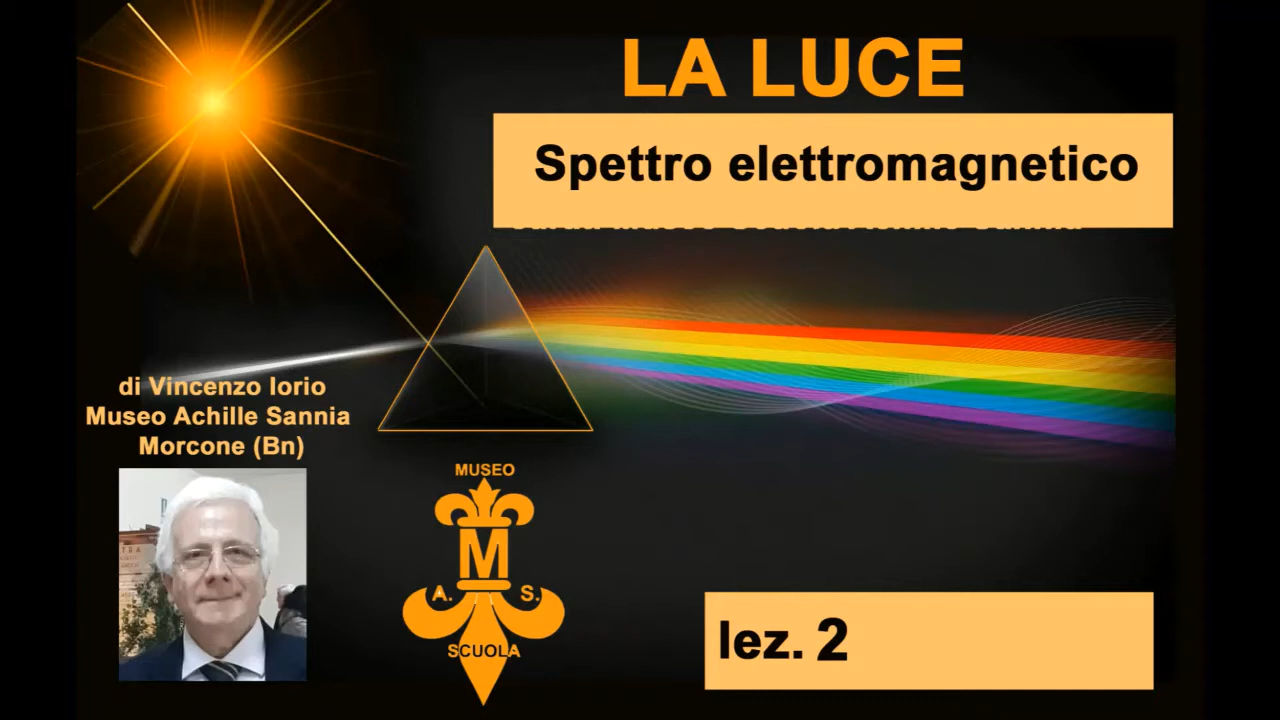 LA LUCE
Spettro elettromagnetico
di Vincenzo Iorio
Museo Achille Sannia
Morcone (Bn)
MUSEO
M
A. S.
SCUOLA
lez. 2